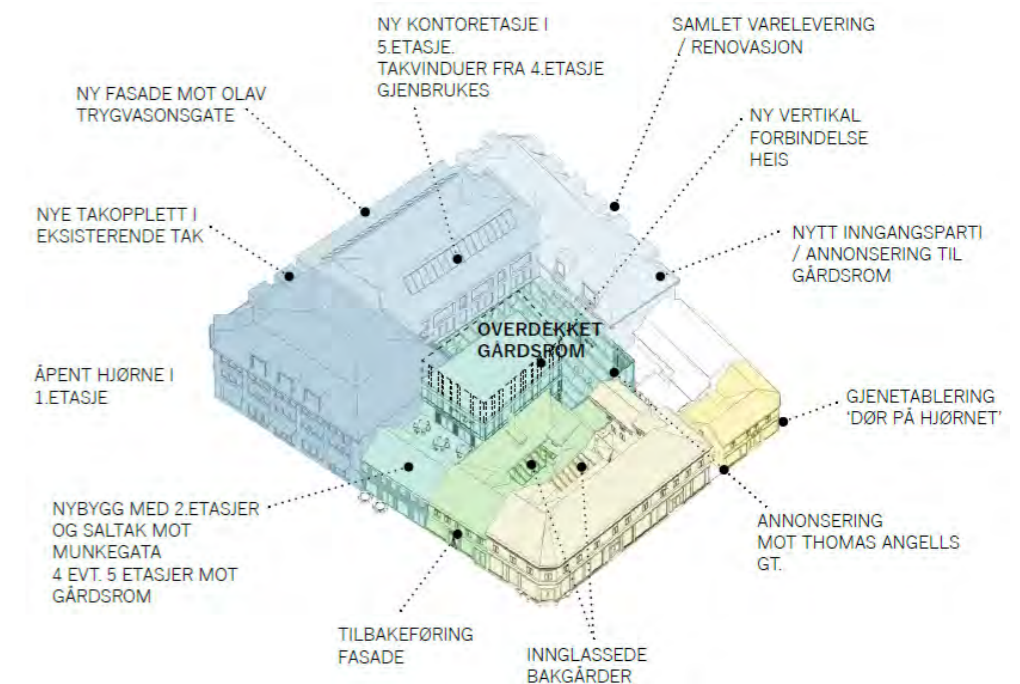 NY KONTORETASJE I
5.ETASJE.
TAKVINDUER FRA 4.ETASJE
GJENBRUKES
SAMLET VARELEVERING
/ RENOVASJON
NY FASADE MOT OLAV
TRYGVASONSGATE
NY VERTIKAL
FORBINDELSE
HEIS
NYE TAKOPPLETT I
EKSISTERENDE TAK
NYTT INNGANGSPARTI
/ ANNONSERING TIL
GÅRDSROM
OVERDEKKET
GÅRDSROM
ÅPENT HJØRNE I
1.ETASJE
GJENETABLERING
'DØR PÅ HJØRNET'
NYBYGG MED 2.ETASJER
OG SALTAK MOT
MUNKEGATA
4 EVT. 5 ETASJER MOT
GÅRDSROM
ANNONSERING
MOT THOMAS ANGELLS
GT.
TILBAKEFØRING
FASADE
INNGLASSEDE
BAKGÅRDER